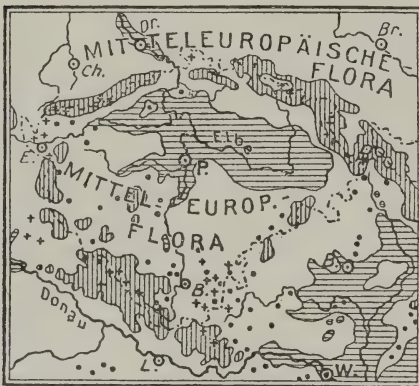 Dr.
Br.
MITTELEUROPÄISCHE
FLORA
Ch.
Elbe
E.
P.
MITTEL-EUROP.
FLORA
B.
B.
Donau
L.
W.